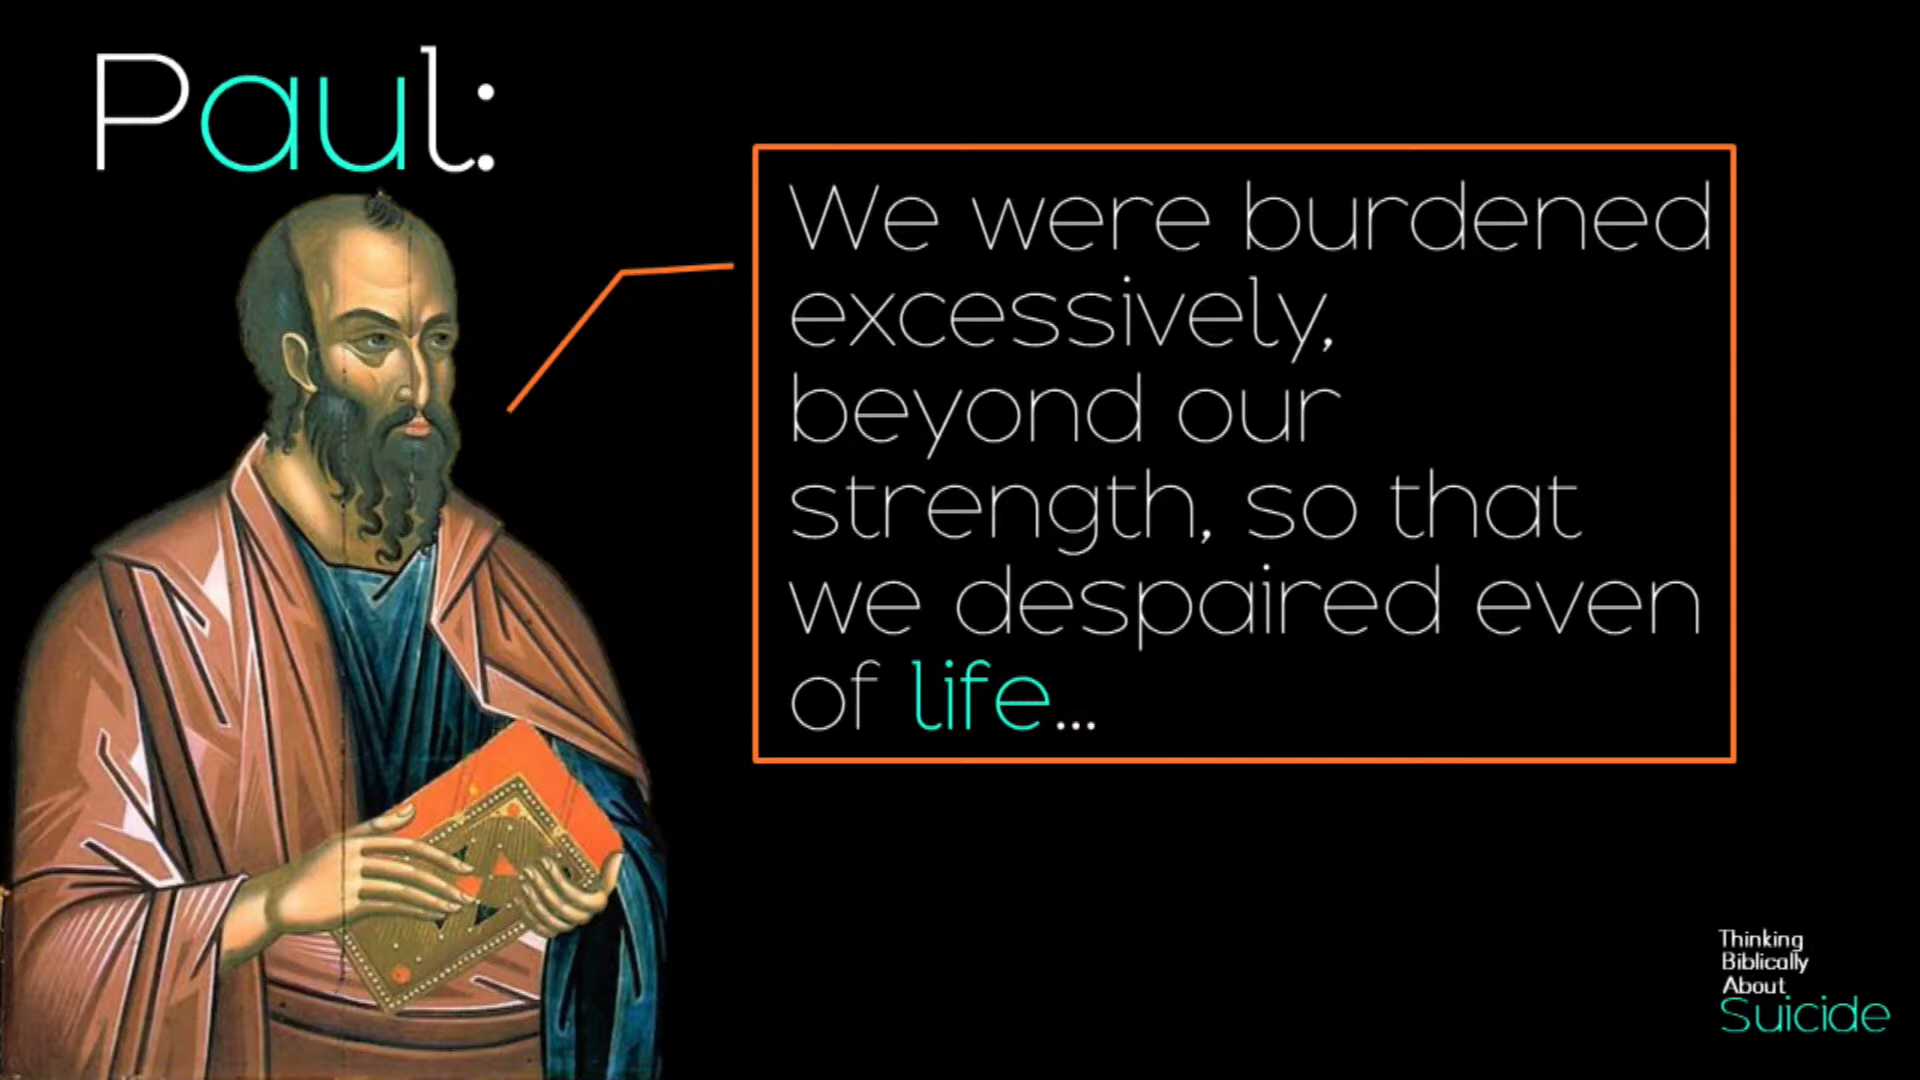 Paul:
We were burdened
excessively,
beyond our
strength, so that
we despaired even
of life...
Thinking
Biblically
About
Suicide